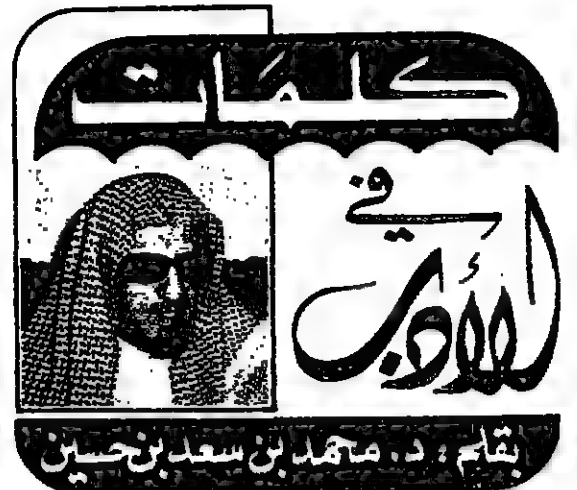 كلمات
في
الأدب
بقلم: د. محمد بن سعد بن حسين